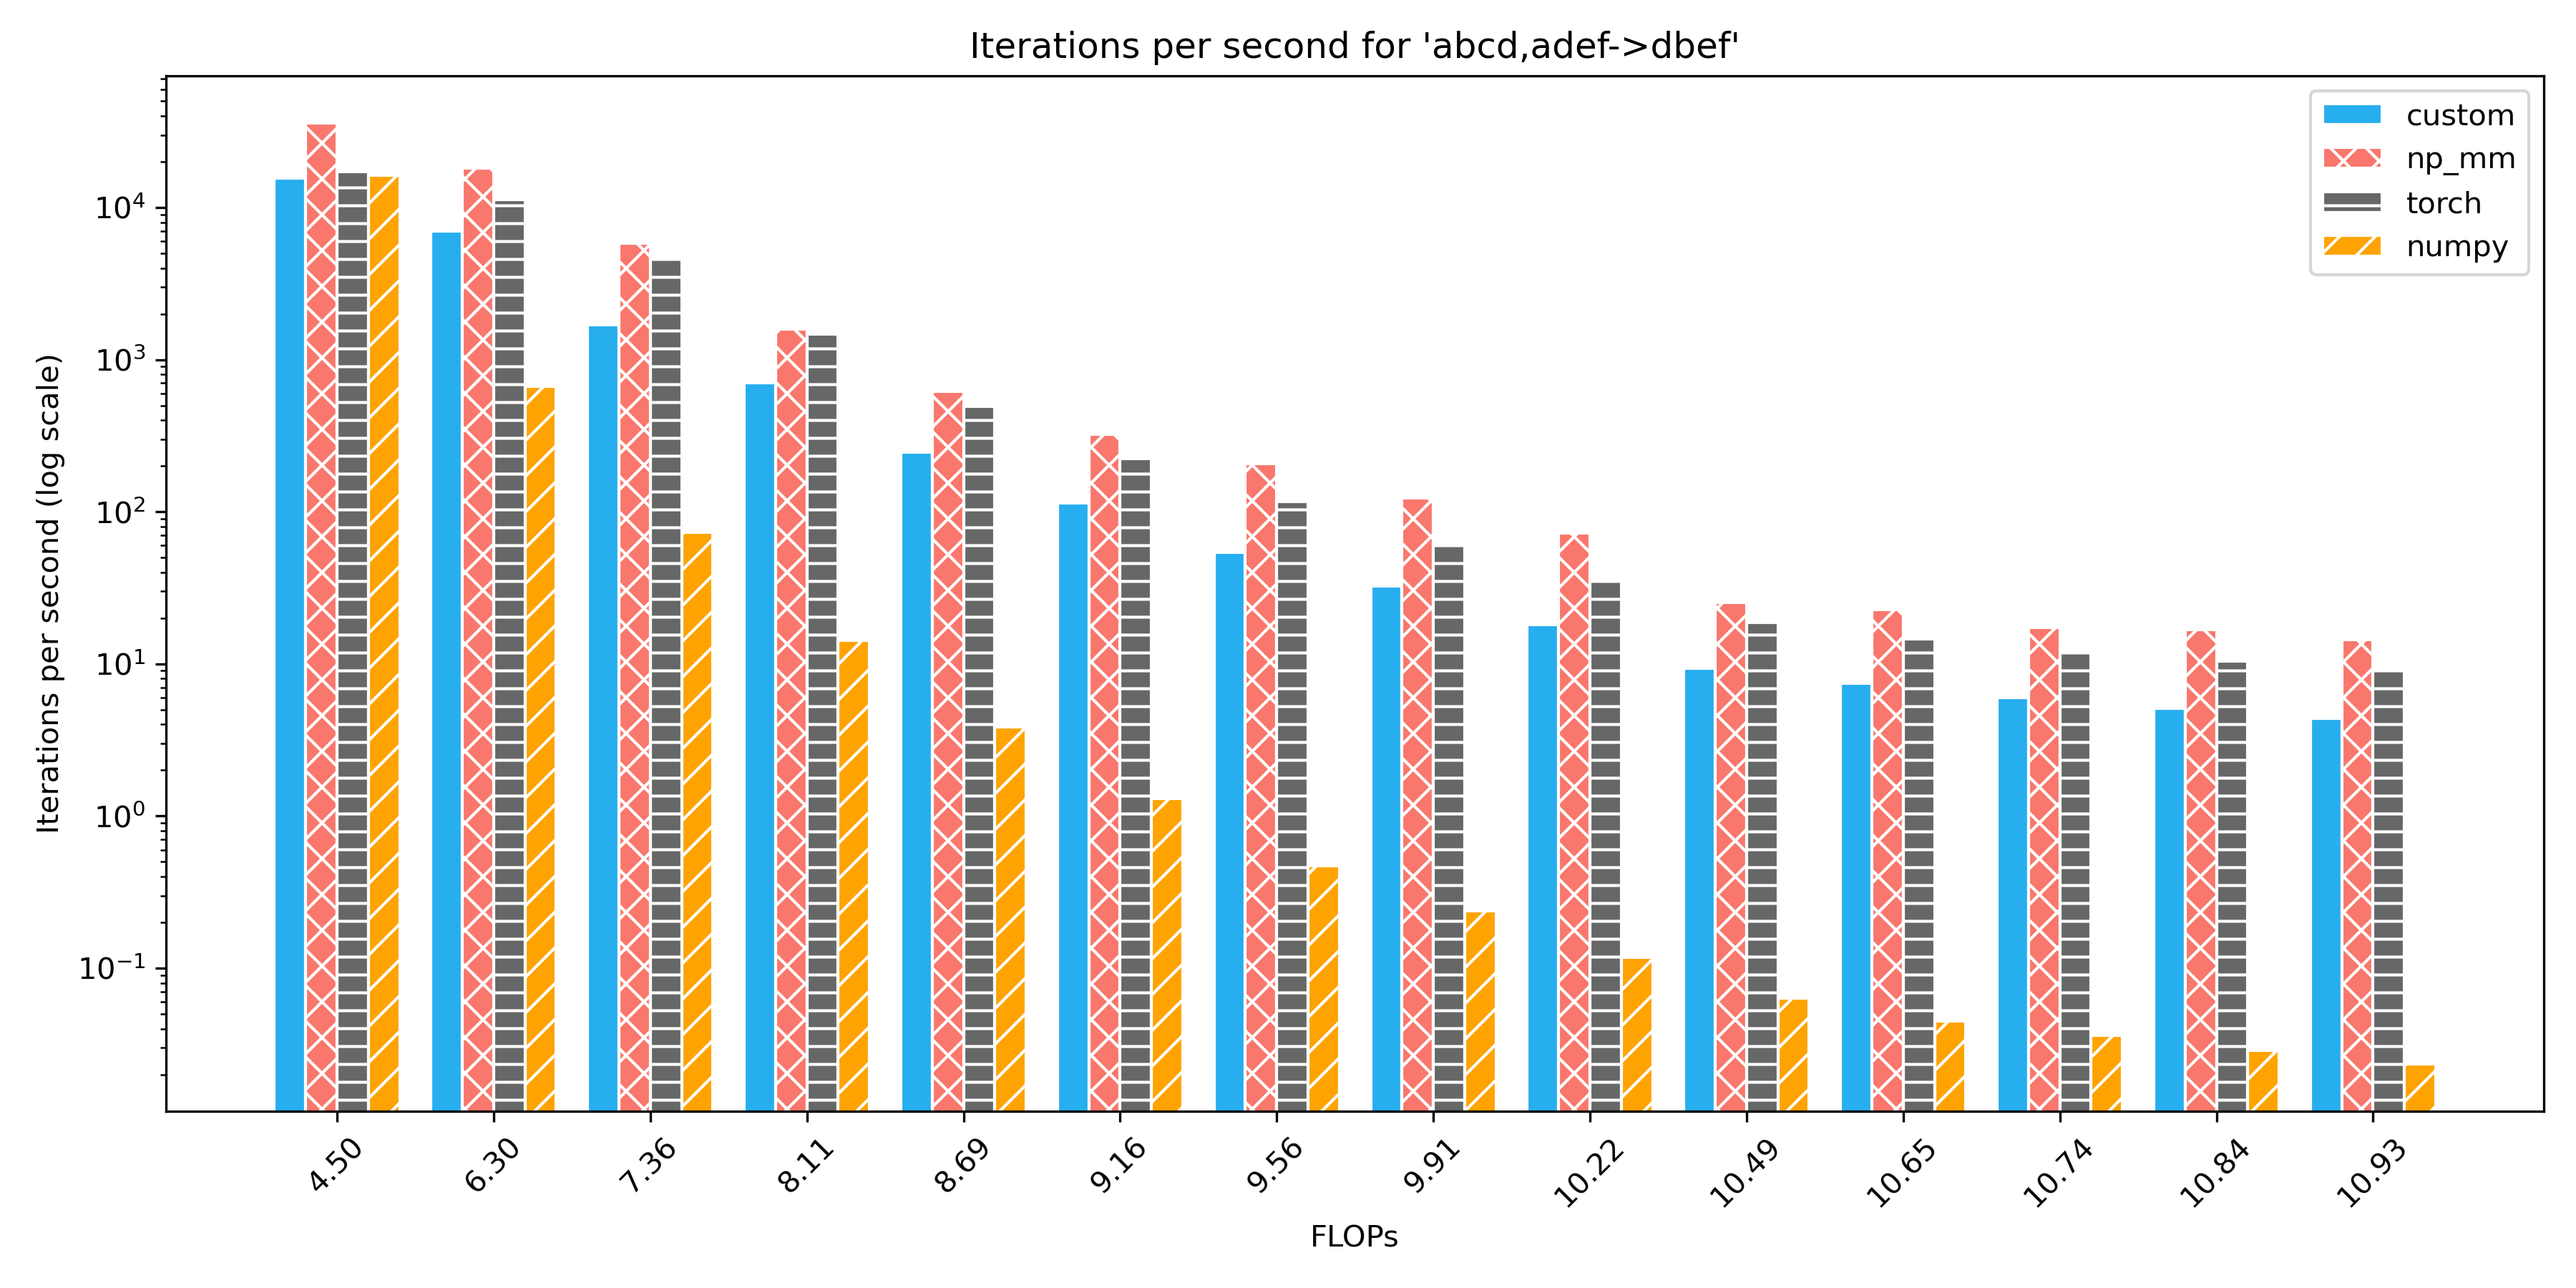 Iterations per second for 'abcd,adef->dbef'
custom
np_mm
torch
numpy
Iterations per second (log scale)
10⁴
10³
10²
10¹
10⁰
10⁻¹
4.50 6.30 7.36 8.11 8.69 9.16 9.56 9.91 10.22 10.49 10.65 10.74 10.84 10.93
FLOPs